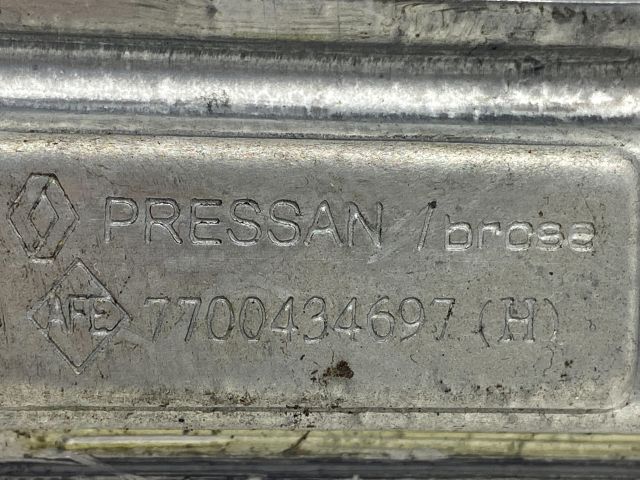 PRESSAN / brose
AFE 7700434697 (H)